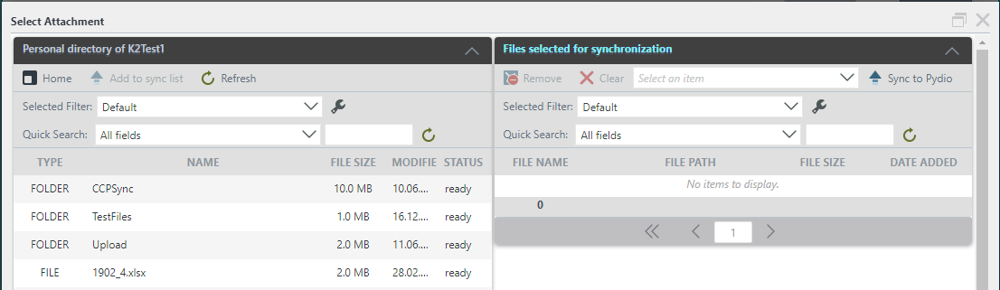 Select Attachment
Personal directory of K2Test1
Home Add to sync list Refresh
Selected Filter: Default
Quick Search: All fields
TYPE NAME FILE SIZE MODIFIE STATUS
FOLDER CCPSync 10.0 MB 10.06.... ready
FOLDER TestFiles 1.0 MB 16.12.... ready
FOLDER Upload 2.0 MB 11.06.... ready
FILE 1902_4.xlsx 2.0 MB 28.02.... ready
Files selected for synchronization
Remove Clear Select an item Sync to Pydio
Selected Filter: Default
Quick Search: All fields
FILE NAME FILE PATH FILE SIZE DATE ADDED
No items to display.
0
1